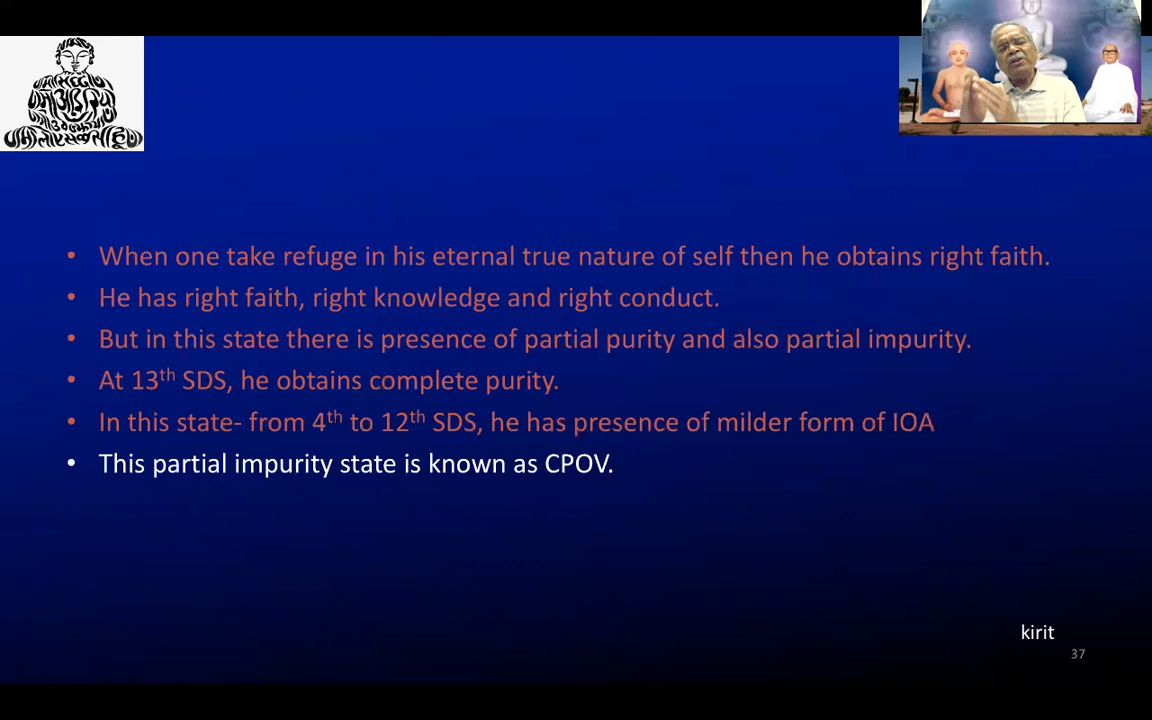 • When one take refuge in his eternal true nature of self then he obtains right faith.
• He has right faith, right knowledge and right conduct.
• But in this state there is presence of partial purity and also partial impurity.
• At 13th SDS, he obtains complete purity.
• In this state- from 4th to 12th SDS, he has presence of milder form of IOA
• This partial impurity state is known as CPOV.
kirit
37